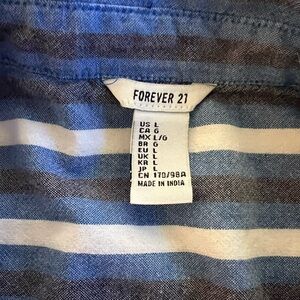 FOREVER 21
US L
CA G
MX L/G
BR G
EU L
UK L
KR L
JP L
CN 170/98A
MADE IN INDIA